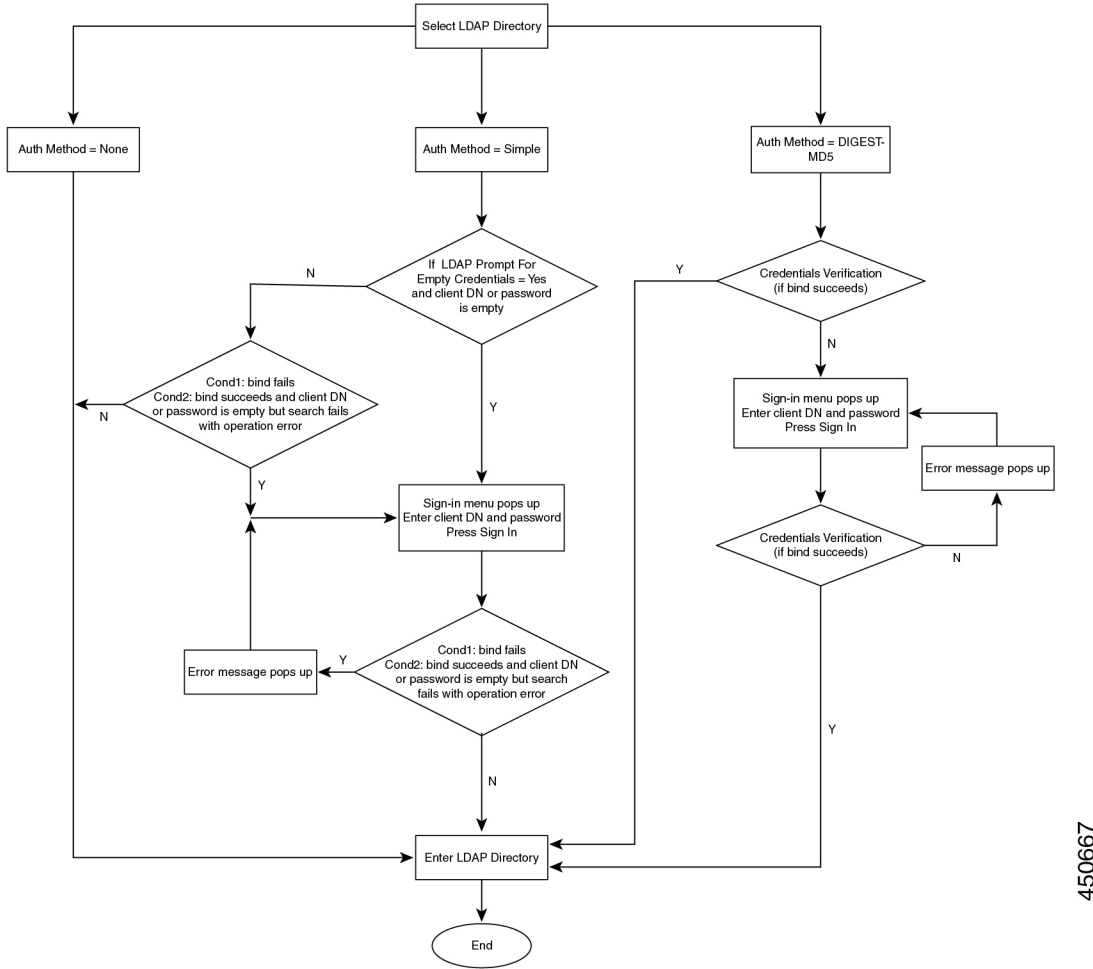 Select LDAP Directory
Auth Method = None
Auth Method = Simple
Auth Method = DIGEST-
MD5
If LDAP Prompt For
Empty Credentials = Yes
and client DN or password
is empty
N
Y
Credentials Verification
(if bind succeeds)
Y
N
Cond1: bind fails
Cond2: bind succeeds and client DN
or password is empty but search fails
with operation error
N
Y
Sign-in menu pops up
Enter client DN and password
Press Sign In
Sign-in menu pops up
Enter client DN and password
Press Sign In
Error message pops up
Credentials Verification
(if bind succeeds)
N
Y
Cond1: bind fails
Cond2: bind succeeds and client DN
or password is empty but search
fails with operation error
Y
Error message pops up
N
Enter LDAP Directory
End
450667